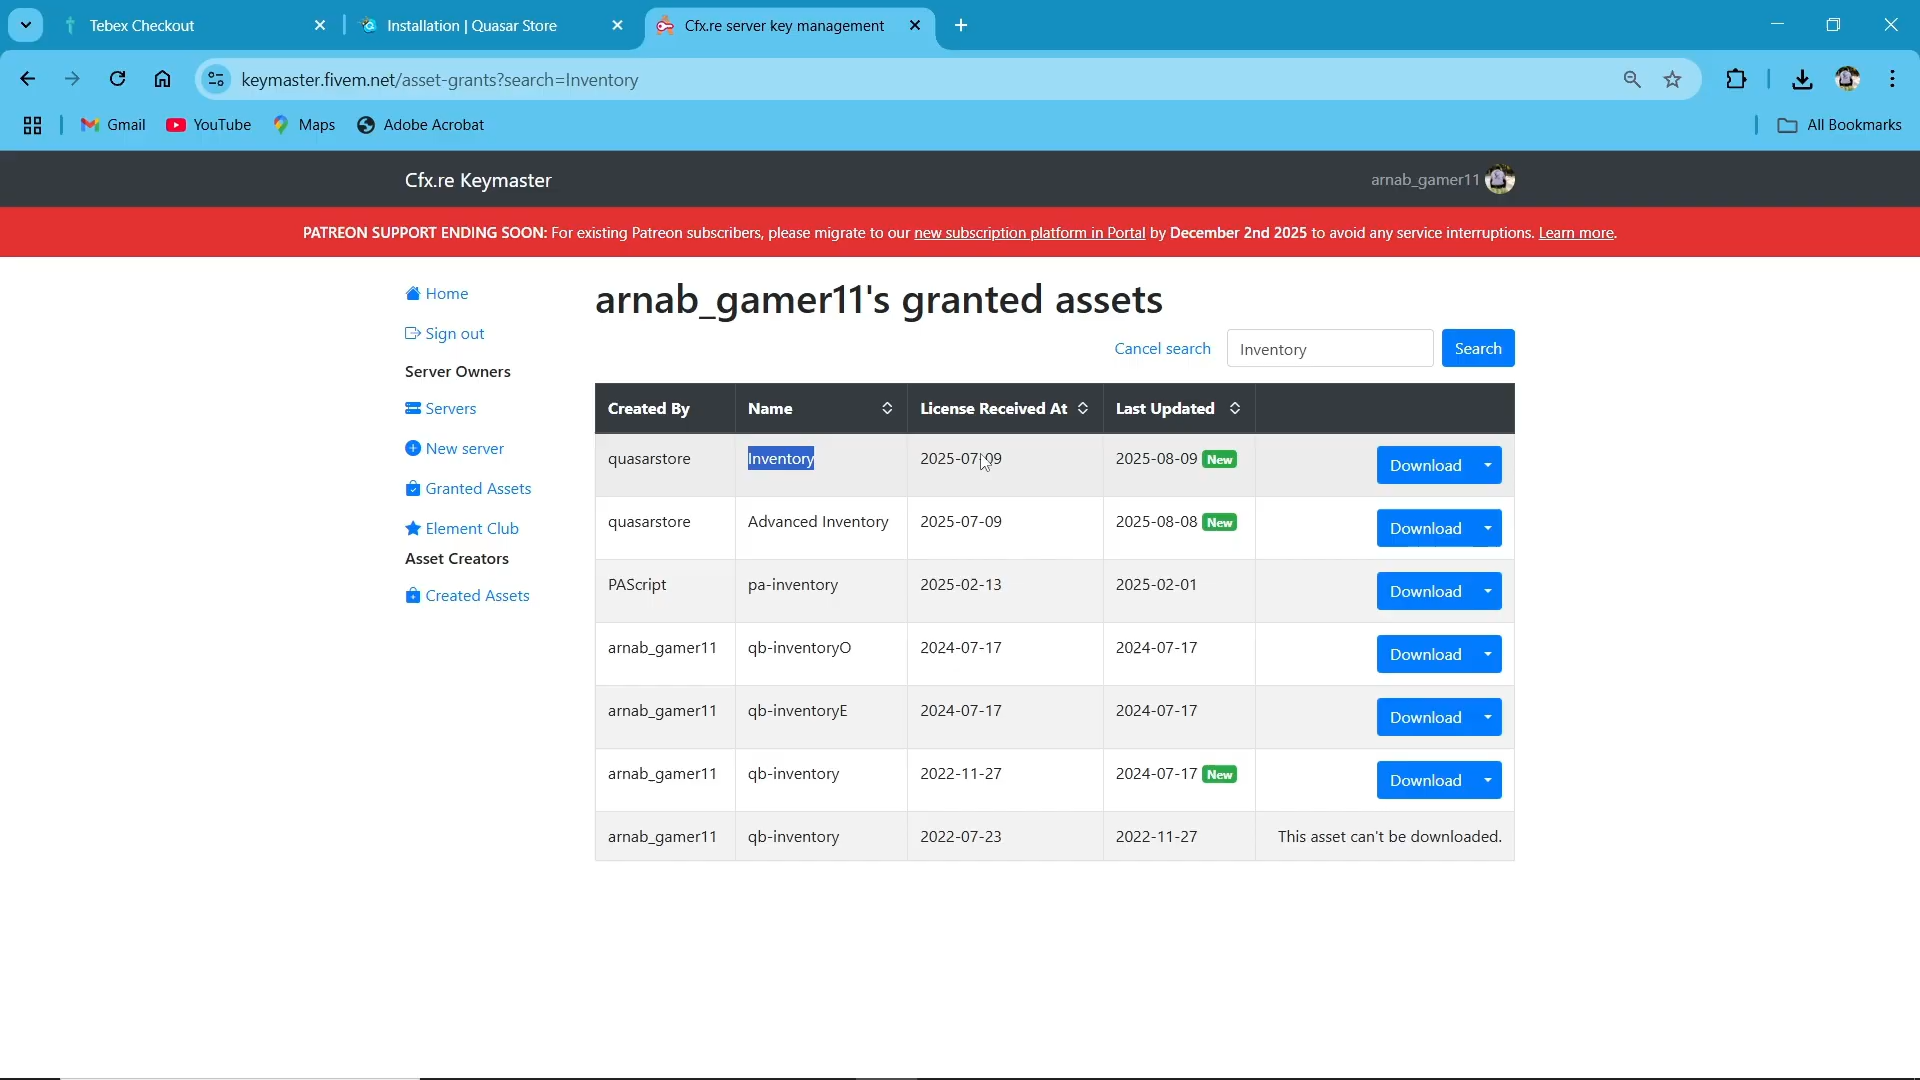 Tebex Checkout
Installation | Quasar Store
Cfx.re server key management
keymaster.fivem.net/asset-grants?search=Inventory
Gmail
YouTube
Maps
Adobe Acrobat
All Bookmarks
Cfx.re Keymaster
arnab_gamer11
PATREON SUPPORT ENDING SOON: For existing Patreon subscribers, please migrate to our new subscription platform in Portal by December 2nd 2025 to avoid any service interruptions. Learn more.
Home
Sign out
Server Owners
Servers
New server
Granted Assets
Element Club
Asset Creators
Created Assets
arnab_gamer11's granted assets
Cancel search Inventory Search
Created By Name License Received At Last Updated
quasarstore Inventory 2025-07-09 2025-08-09 New Download
quasarstore Advanced Inventory 2025-07-09 2025-08-08 New Download
PAScript pa-inventory 2025-02-13 2025-02-01 Download
arnab_gamer11 qb-inventoryO 2024-07-17 2024-07-17 Download
arnab_gamer11 qb-inventoryE 2024-07-17 2024-07-17 Download
arnab_gamer11 qb-inventory 2022-11-27 2024-07-17 New Download
arnab_gamer11 qb-inventory 2022-07-23 2022-11-27 This asset can't be downloaded.